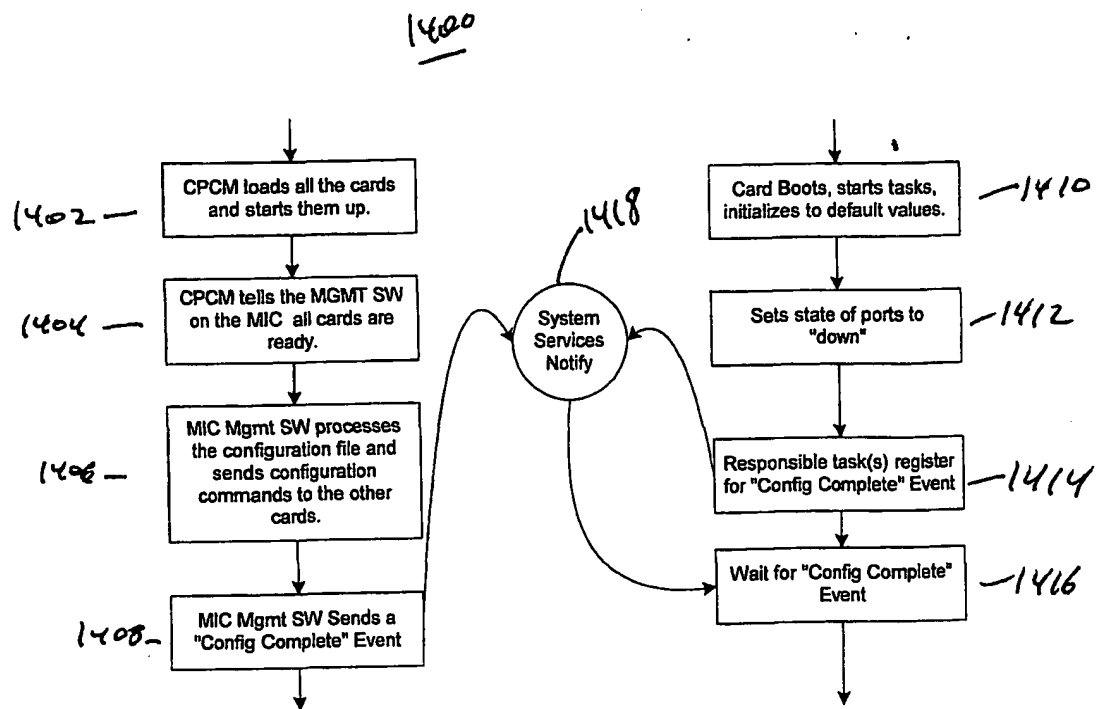 1400
CPCM loads all the cards
and starts them up.
1402
CPCM tells the MGMT SW
on the MIC all cards are
ready.
1404
MIC Mgmt SW processes
the configuration file and
sends configuration
commands to the other
cards.
1406
MIC Mgmt SW Sends a
"Config Complete" Event
1408
1418
System
Services
Notify
Card Boots, starts tasks,
initializes to default values.
1410
Sets state of ports to
"down"
1412
Responsible task(s) register
for "Config Complete" Event
1414
Wait for "Config Complete"
Event
1416